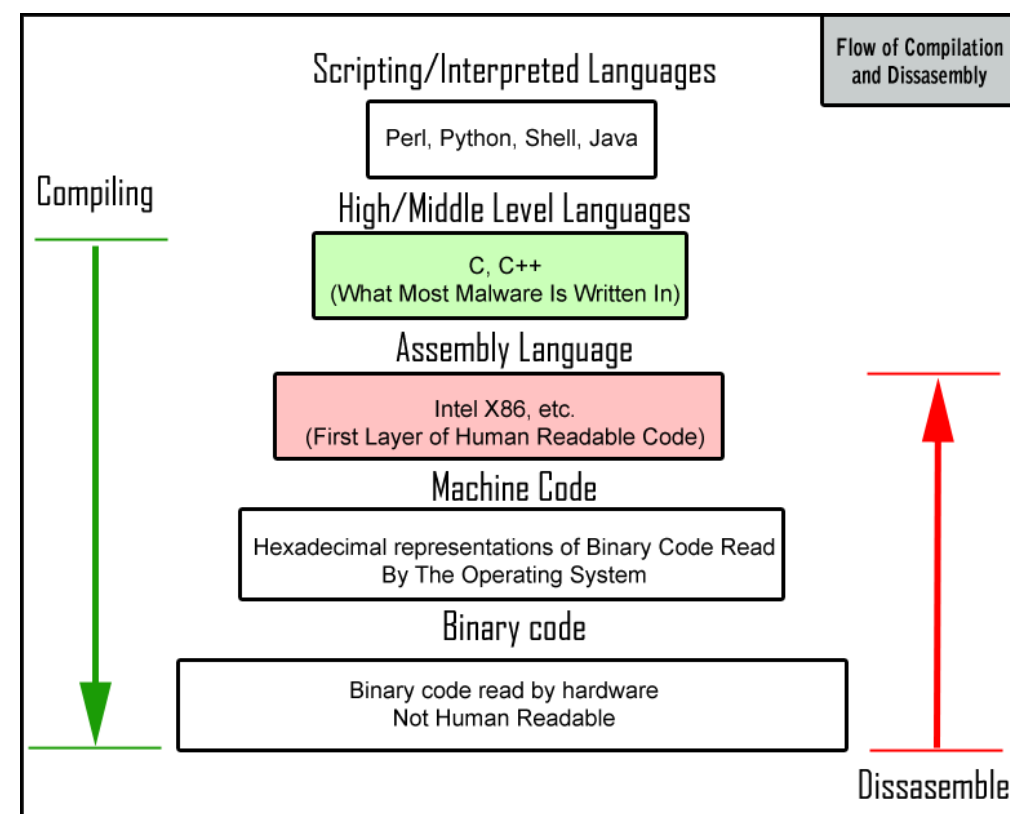 Flow of Compilation
and Dissasembly
Scripting/Interpreted Languages
Perl, Python, Shell, Java
Compiling
High/Middle Level Languages
C, C++
(What Most Malware Is Written In)
Assembly Language
Intel X86, etc.
(First Layer of Human Readable Code)
Machine Code
Hexadecimal representations of Binary Code Read
By The Operating System
Binary code
Binary code read by hardware
Not Human Readable
Dissasemble